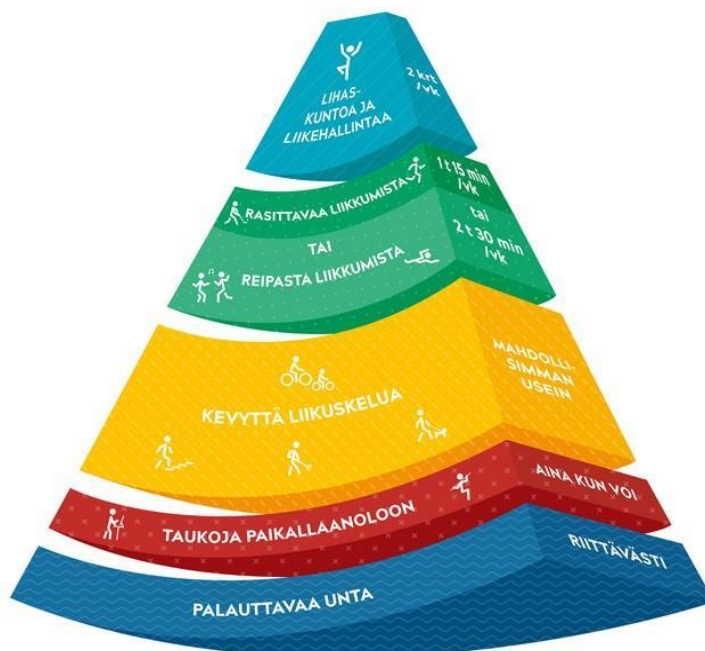 LIHAS-
KUNTOA JA
LIIKEHALLINTAA
2 krt
/vk
RASITTAVAA LIIKKUMISTA
1 t 15 min
/vk
TAI
tai
REIPASTA LIIKKUMISTA
2 t 30 min
/vk
KEVYTTÄ LIIKUSKELUA
MAHDOLLI-
SIMMAN
USEIN
TAUKOJA PAIKALLAANOLOON
AINA KUN VOI
PALAUTTAVAA UNTA
RIITTÄVÄSTI